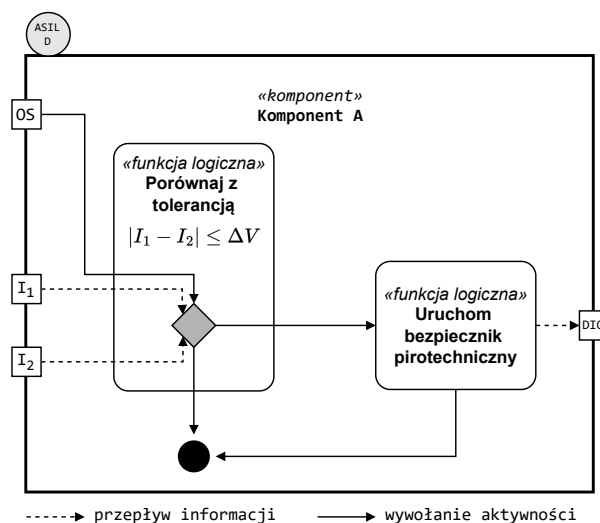 ASIL
D
«komponent»
Komponent A
OS
«funkcja logiczna»
Porównaj z
tolerancją
|I₁ − I₂| ≤ ΔV
I₁
I₂
«funkcja logiczna»
Uruchom
bezpiecznik
pirotechniczny
DIO
przepływ informacji
wywołanie aktywności